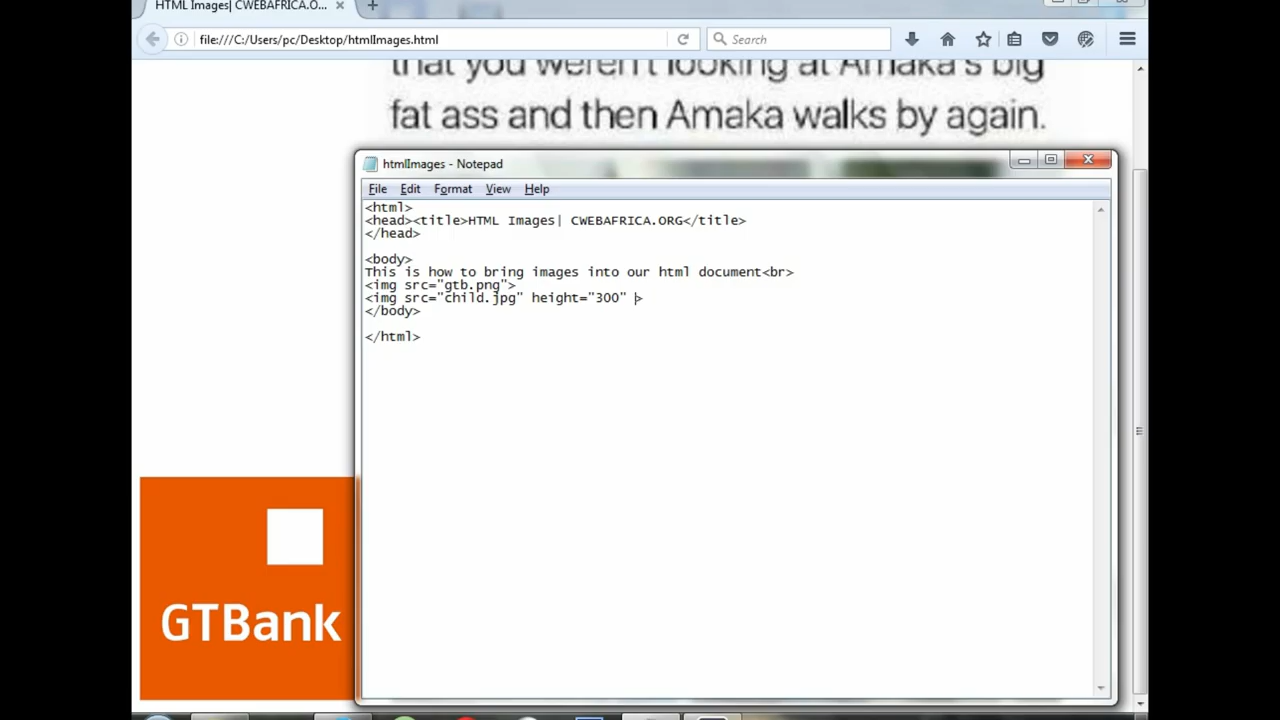 HTML Images| CWEBAFRICA.O...
file:///C:/Users/pc/Desktop/htmlImages.html
Search
that you weren't looking at Amaka's big
fat ass and then Amaka walks by again.
htmlImages - Notepad
File Edit Format View Help
<html>
<head><title>HTML Images| CWEBAFRICA.ORG</title>
</head>
<body>
This is how to bring images into our html document<br>
<img src="gtb.png">
<img src="child.jpg" height="300" >
</body>
</html>
GTBank